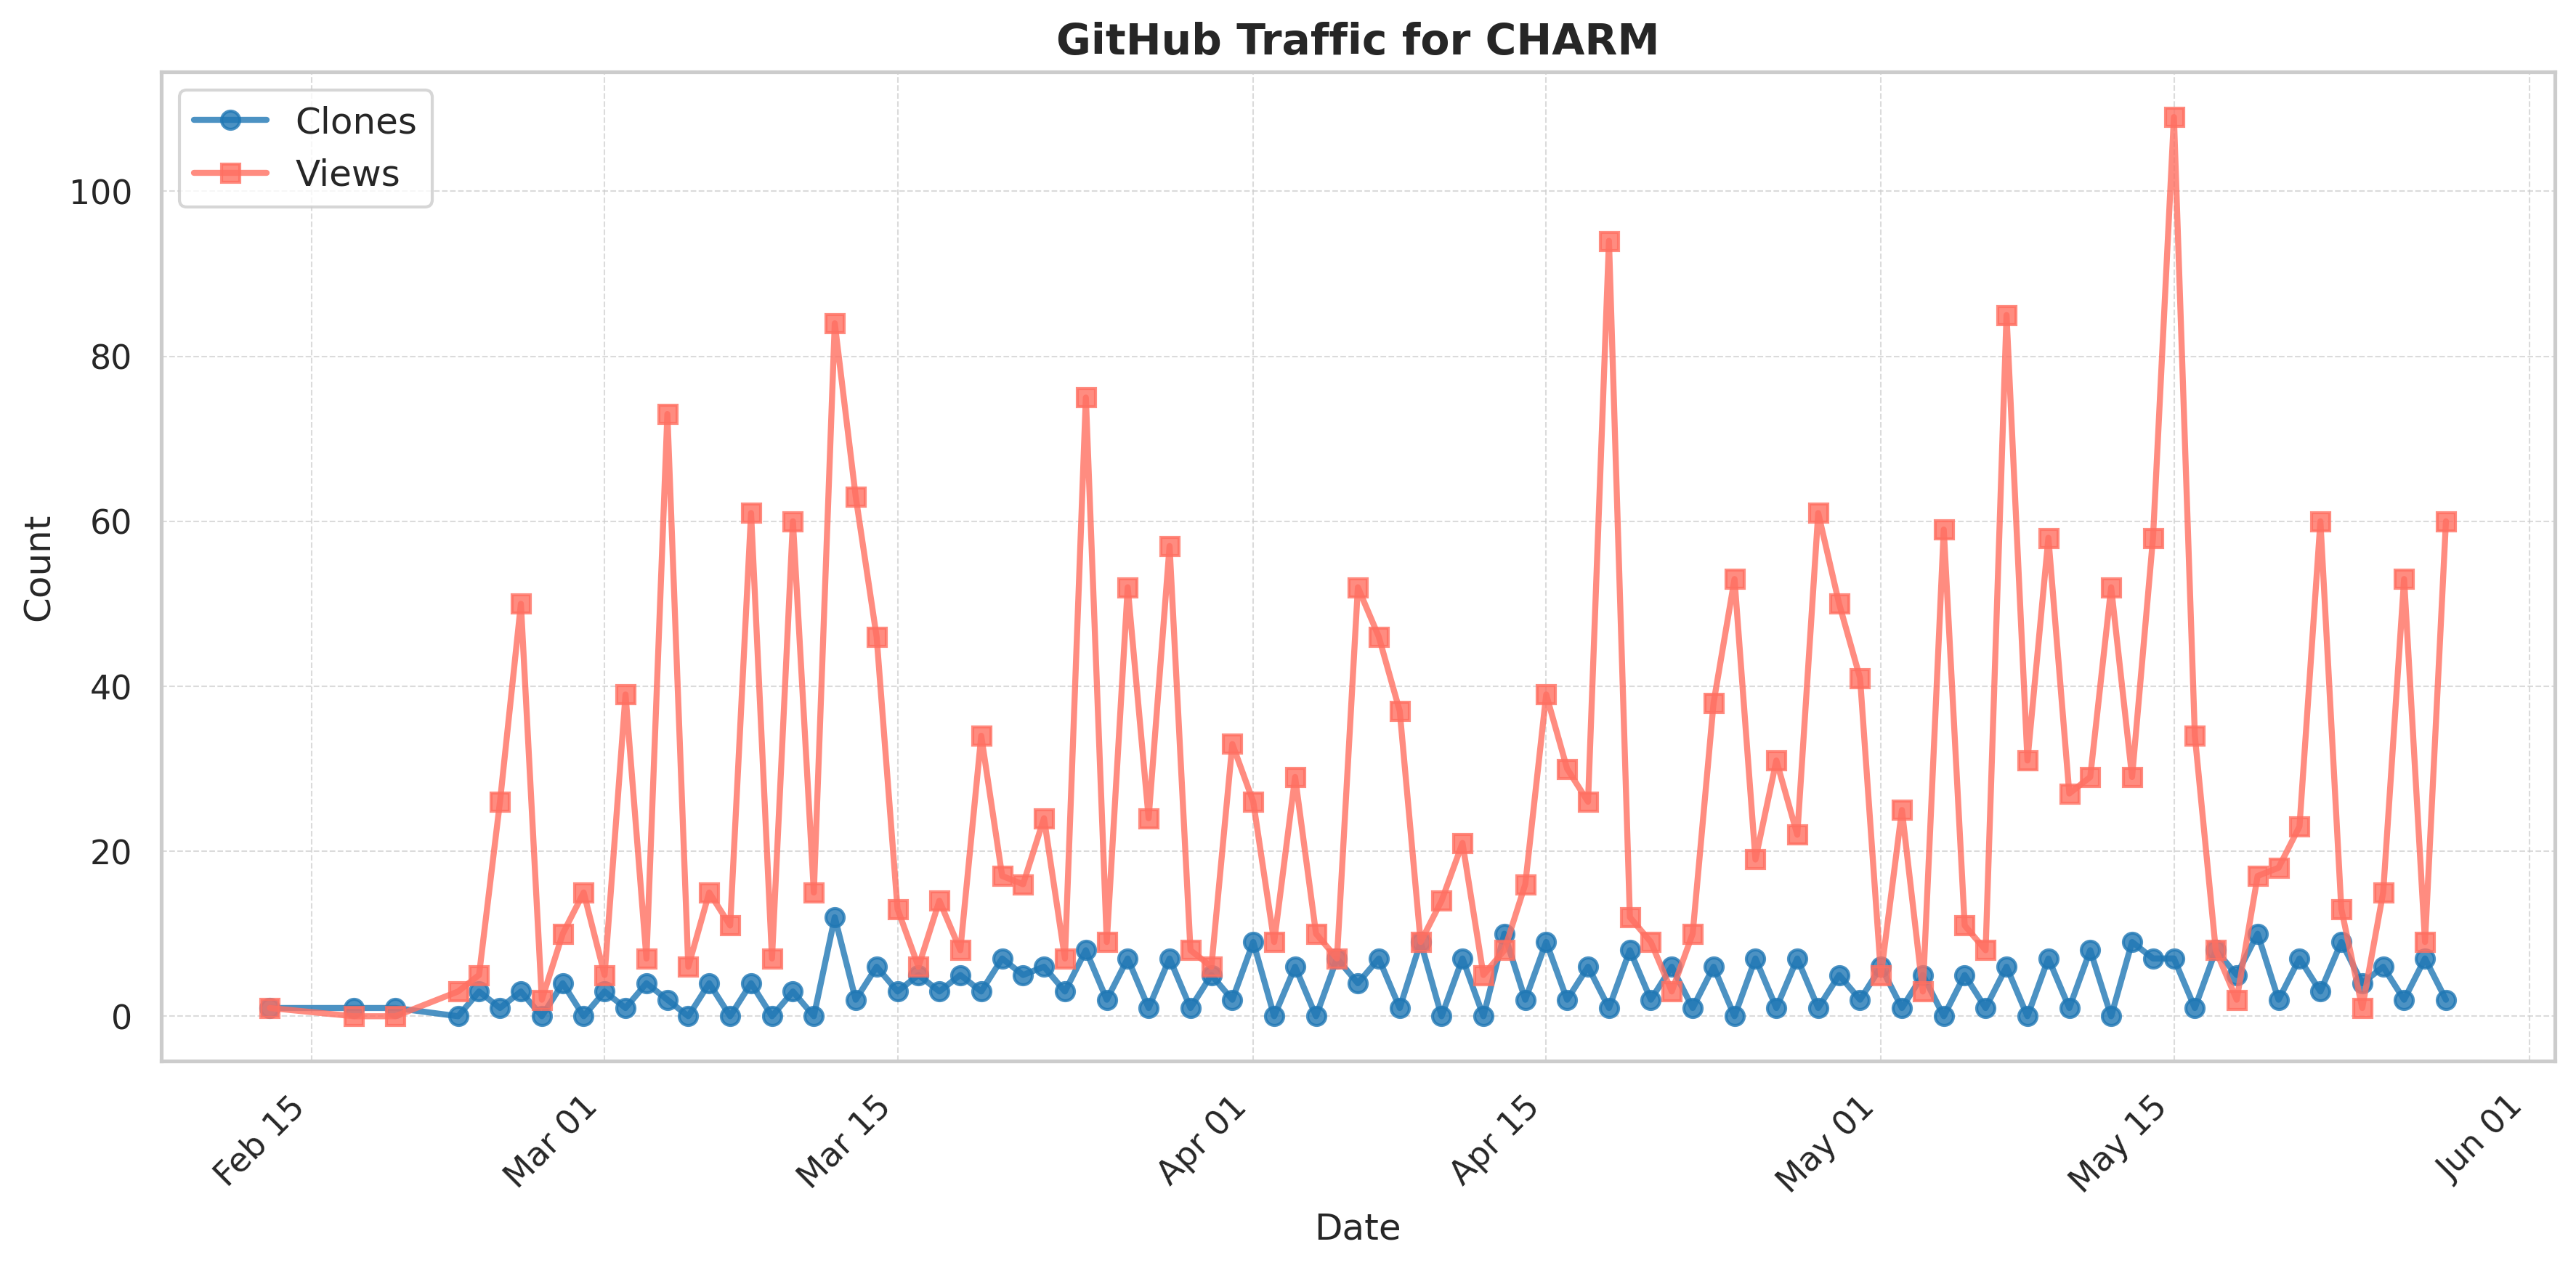 GitHub Traffic for CHARM
Clones
Views
100
80
60
40
20
0
Count
Feb 15
Mar 01
Mar 15
Apr 01
Apr 15
May 01
May 15
Jun 01
Date